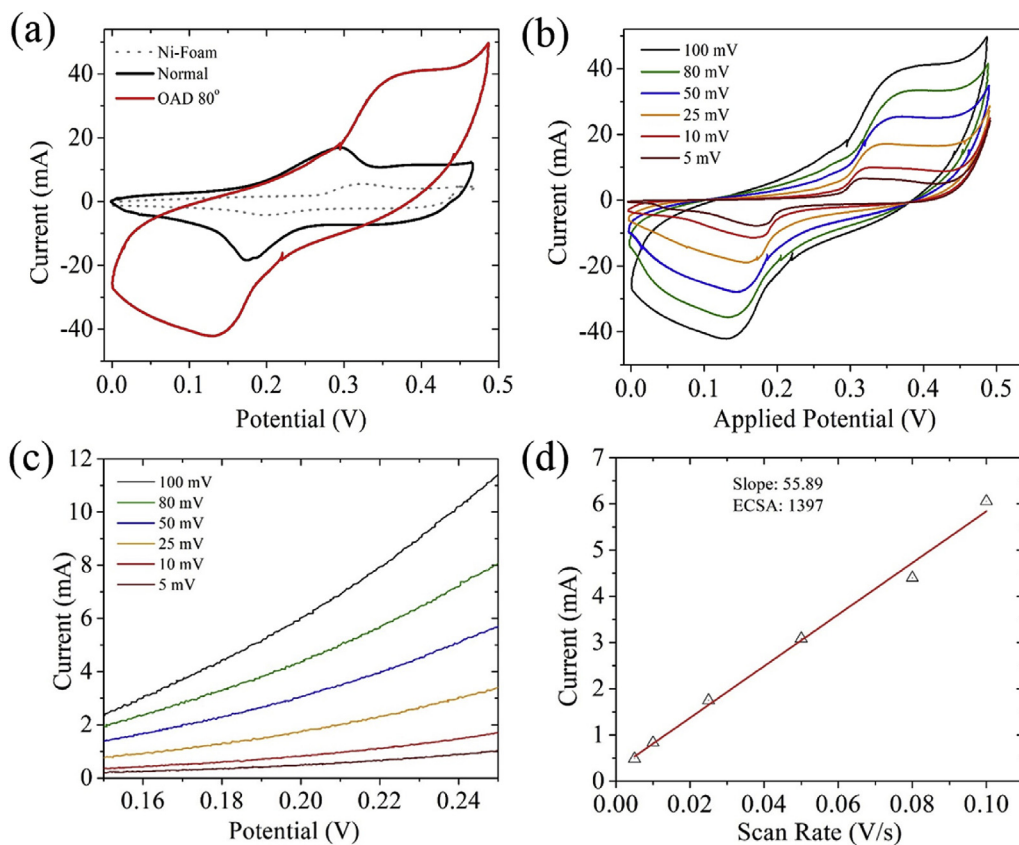 (a)
Ni-Foam
Normal
OAD 80°
40
20
0
-20
-40
Current (mA)
0.0 0.1 0.2 0.3 0.4 0.5
Potential (V)
(b)
100 mV
80 mV
50 mV
25 mV
10 mV
5 mV
40
20
0
-20
-40
Current (mA)
0.0 0.1 0.2 0.3 0.4 0.5
Applied Potential (V)
(c)
100 mV
80 mV
50 mV
25 mV
10 mV
5 mV
12
10
8
6
4
2
0
Current (mA)
0.16 0.18 0.20 0.22 0.24
Potential (V)
(d)
Slope: 55.89
ECSA: 1397
7
6
5
4
3
2
1
0
Current (mA)
0.00 0.02 0.04 0.06 0.08 0.10
Scan Rate (V/s)